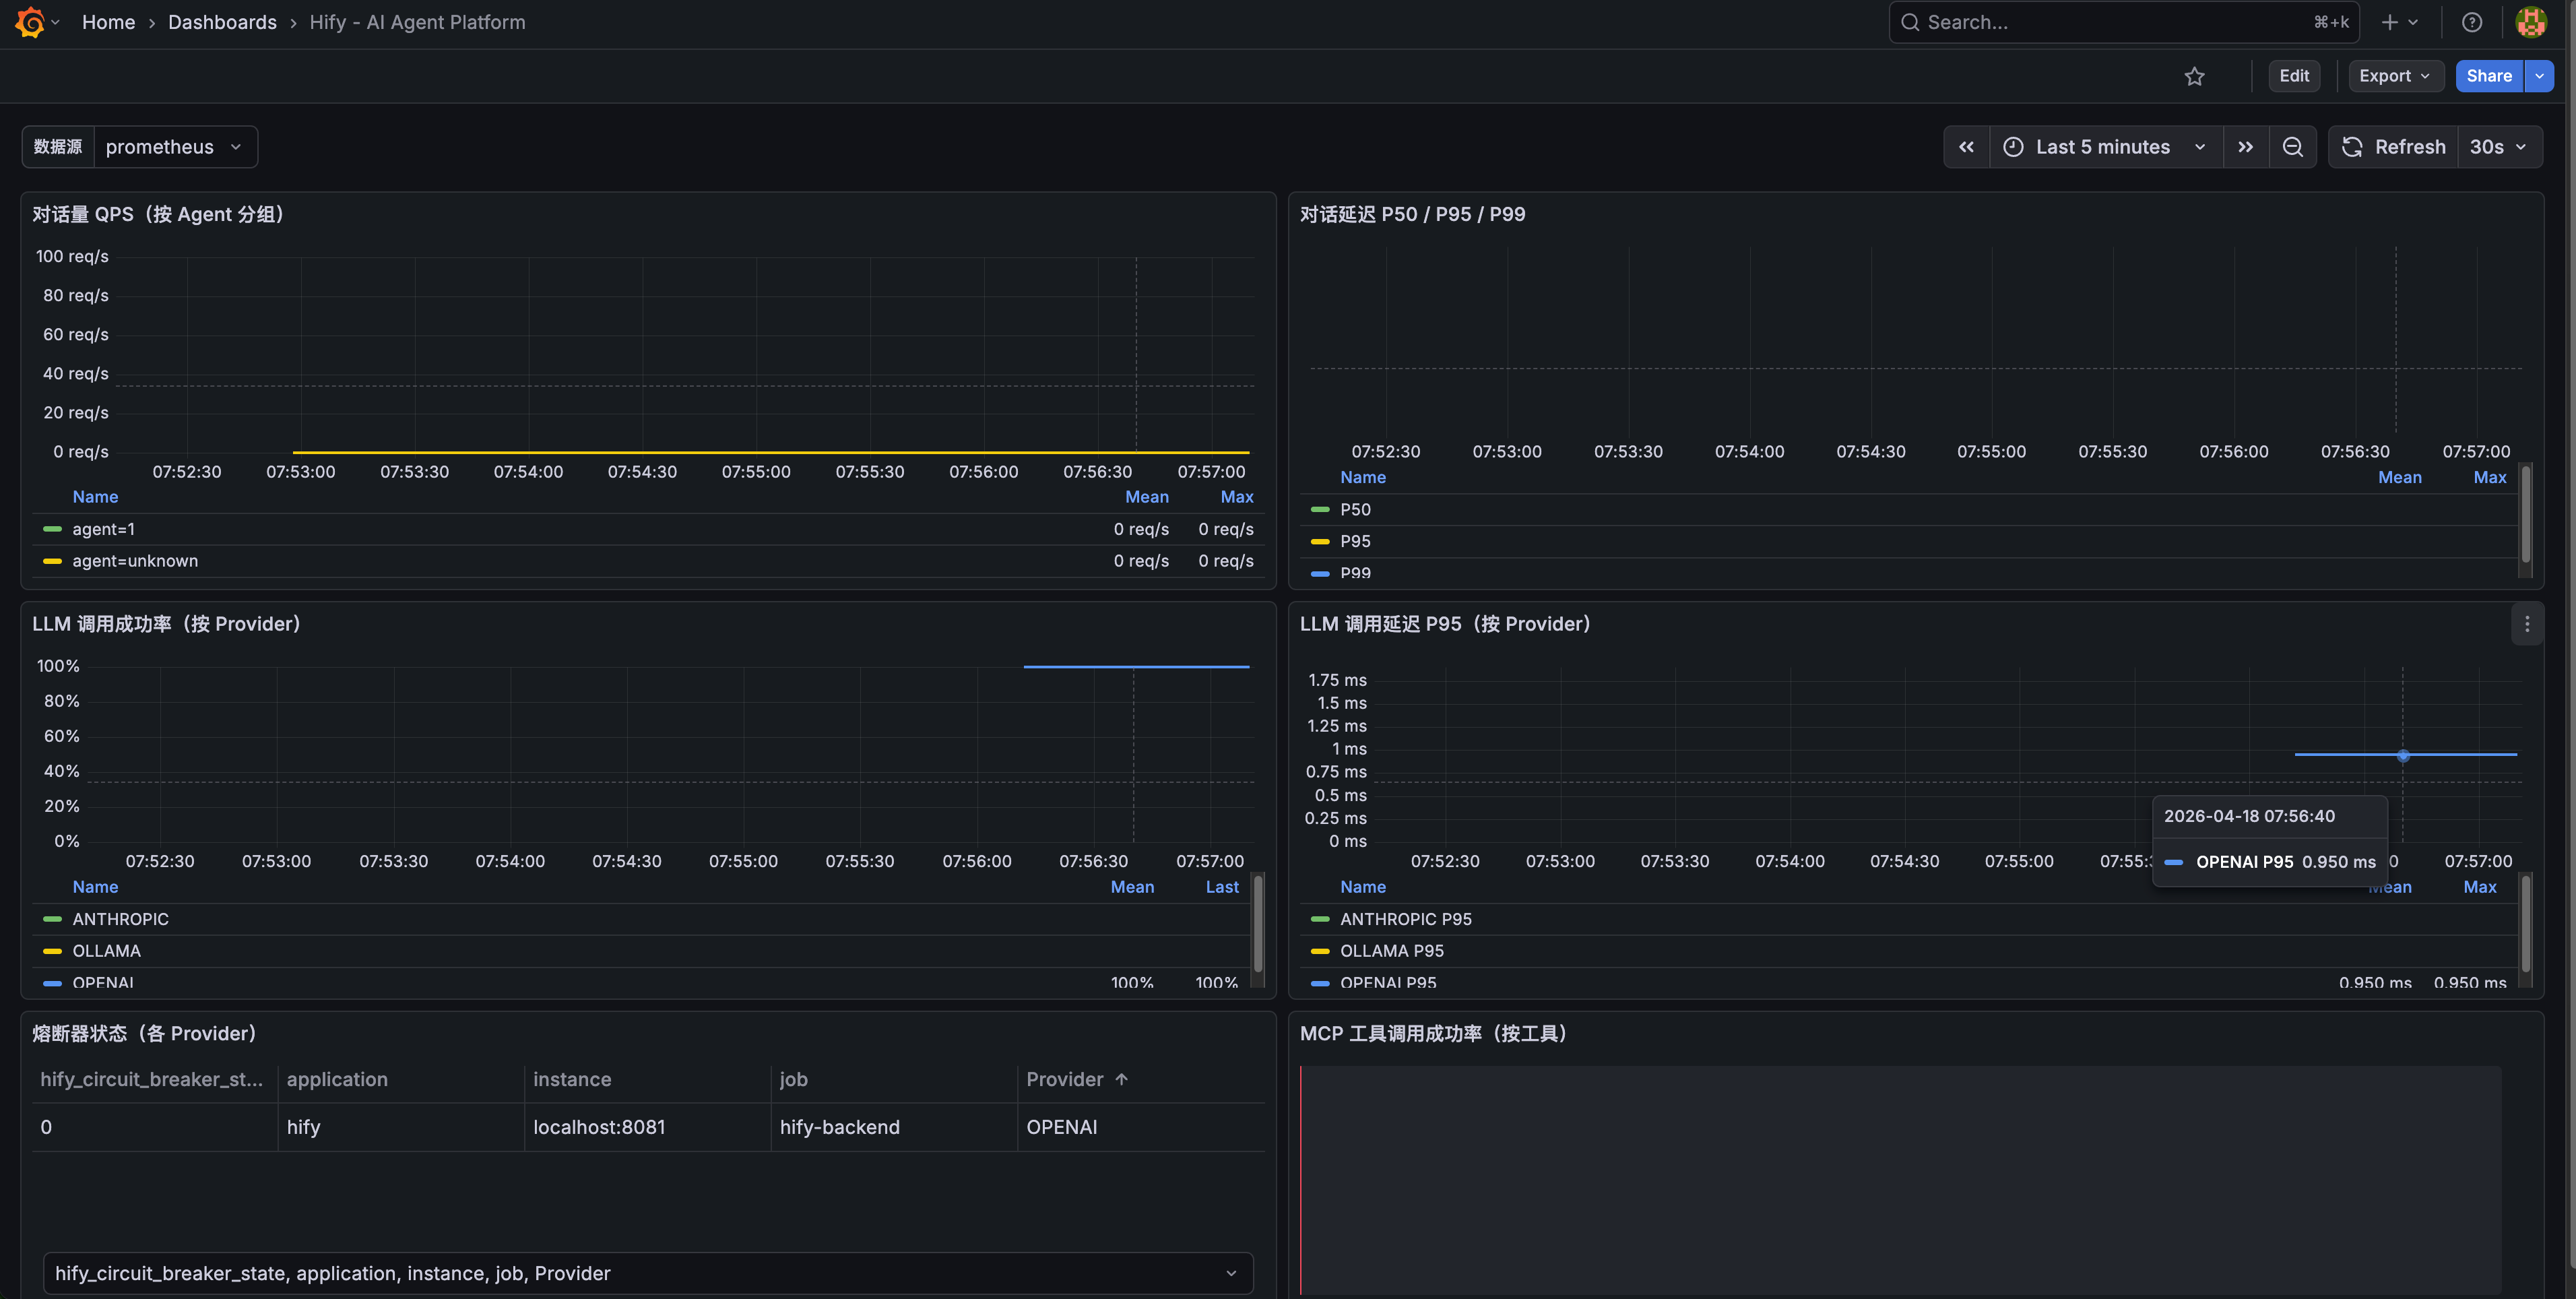 Home › Dashboards › Hify - AI Agent Platform
Search...
⌘+k
Edit
Export
Share
数据源
prometheus
Last 5 minutes
Refresh
30s
对话量 QPS（按 Agent 分组）
100 req/s
80 req/s
60 req/s
40 req/s
20 req/s
0 req/s
07:52:30 07:53:00 07:53:30 07:54:00 07:54:30 07:55:00 07:55:30 07:56:00 07:56:30 07:57:00
Name Mean Max
agent=1 0 req/s 0 req/s
agent=unknown 0 req/s 0 req/s
对话延迟 P50 / P95 / P99
07:52:30 07:53:00 07:53:30 07:54:00 07:54:30 07:55:00 07:55:30 07:56:00 07:56:30 07:57:00
Name Mean Max
P50
P95
P99
LLM 调用成功率（按 Provider）
100%
80%
60%
40%
20%
0%
07:52:30 07:53:00 07:53:30 07:54:00 07:54:30 07:55:00 07:55:30 07:56:00 07:56:30 07:57:00
Name Mean Last
ANTHROPIC
OLLAMA
OPENAI 100% 100%
LLM 调用延迟 P95（按 Provider）
1.75 ms
1.5 ms
1.25 ms
1 ms
0.75 ms
0.5 ms
0.25 ms
0 ms
07:52:30 07:53:00 07:53:30 07:54:00 07:54:30 07:55:00 07:55:3 0 07:57:00
2026-04-18 07:56:40
OPENAI P95 0.950 ms
Name Mean Max
ANTHROPIC P95
OLLAMA P95
OPENAI P95 0.950 ms 0.950 ms
熔断器状态（各 Provider）
hify_circuit_breaker_st... application instance job Provider
0 hify localhost:8081 hify-backend OPENAI
hify_circuit_breaker_state, application, instance, job, Provider
MCP 工具调用成功率（按工具）